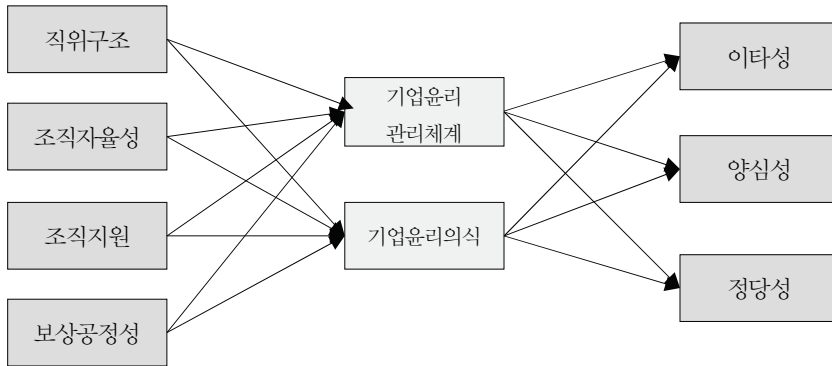 직위구조
조직자율성
조직지원
보상공정성
기업윤리
관리체계
기업윤리의식
이타성
양심성
정당성